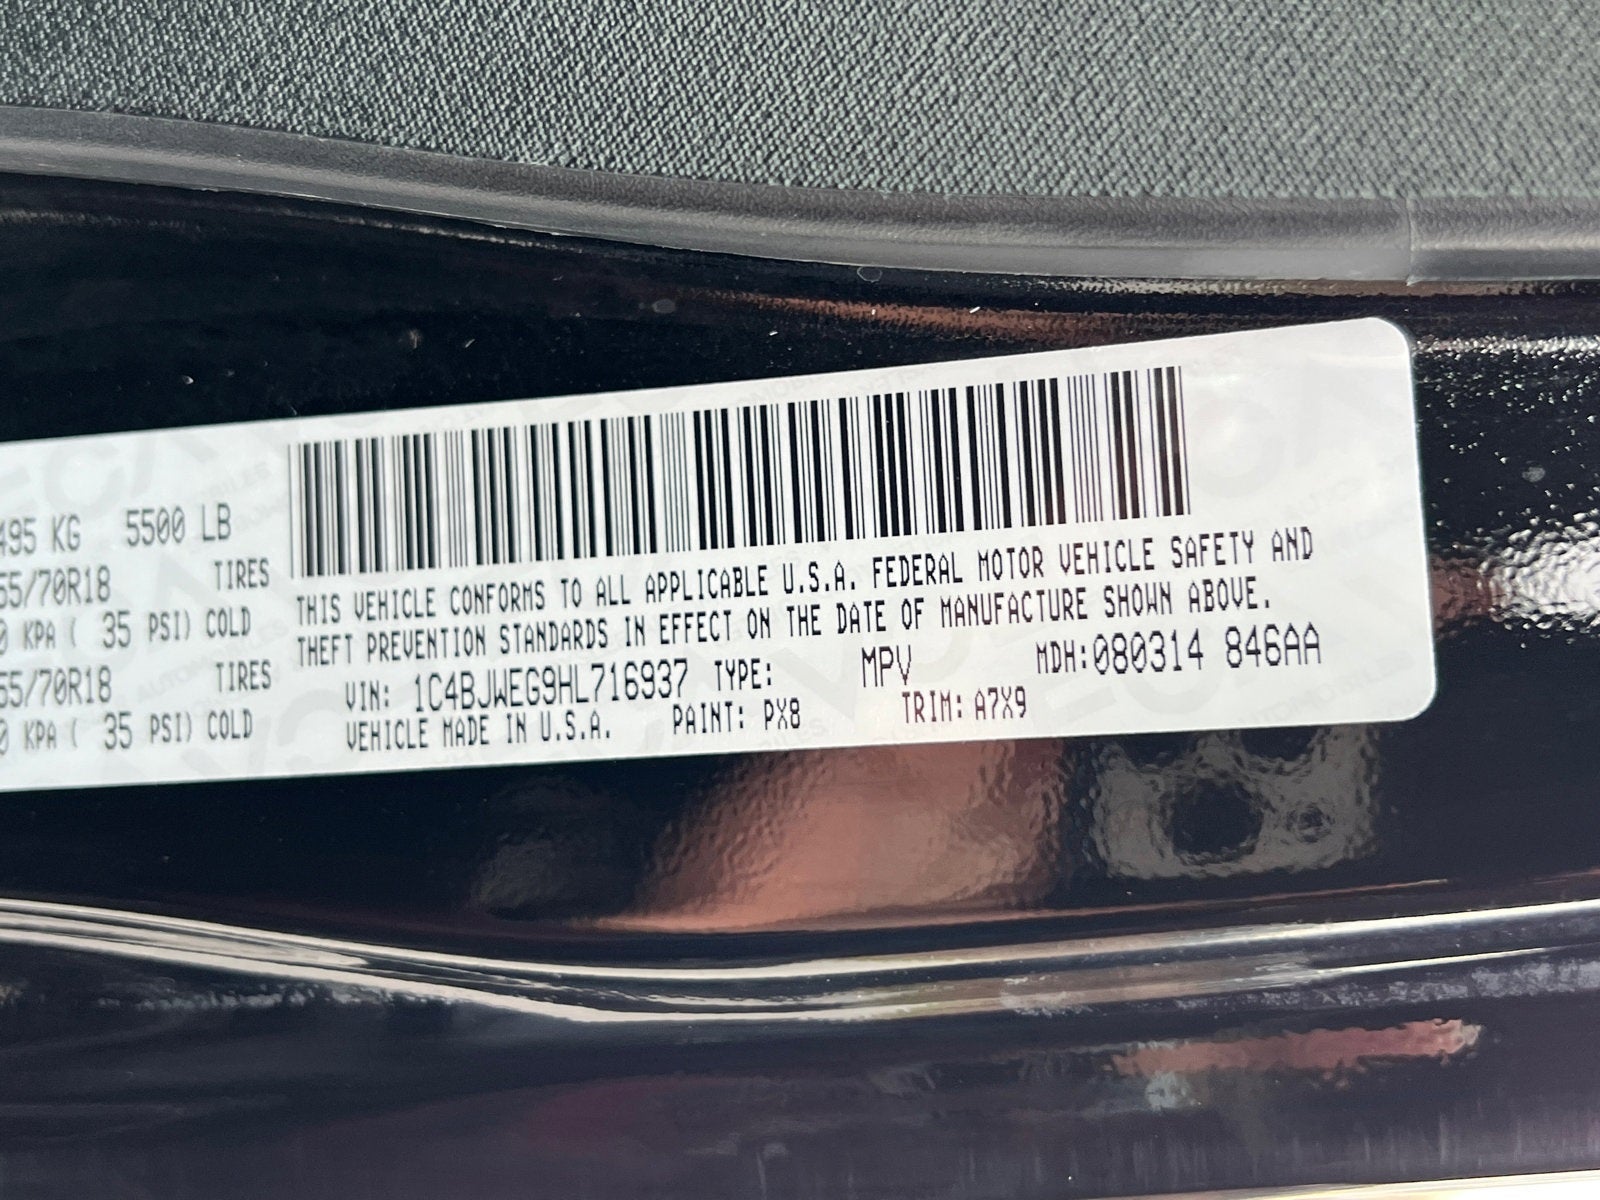 495 KG 5500 LB
55/70R18 TIRES
0 KPA ( 35 PSI) COLD
55/70R18 TIRES
0 KPA ( 35 PSI) COLD
THIS VEHICLE CONFORMS TO ALL APPLICABLE U.S.A. FEDERAL MOTOR VEHICLE SAFETY AND
THEFT PREVENTION STANDARDS IN EFFECT ON THE DATE OF MANUFACTURE SHOWN ABOVE.
VIN: 1C4BJWEG9HL716937 TYPE: MPV MDH:080314 846AA
VEHICLE MADE IN U.S.A. PAINT: PX8 TRIM: A7X9